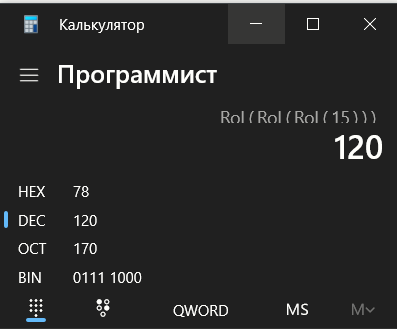 Калькулятор
Программист
RoL(RoL(RoL(15)))
120
HEX 78
DEC 120
OCT 170
BIN 0111 1000
QWORD MS M